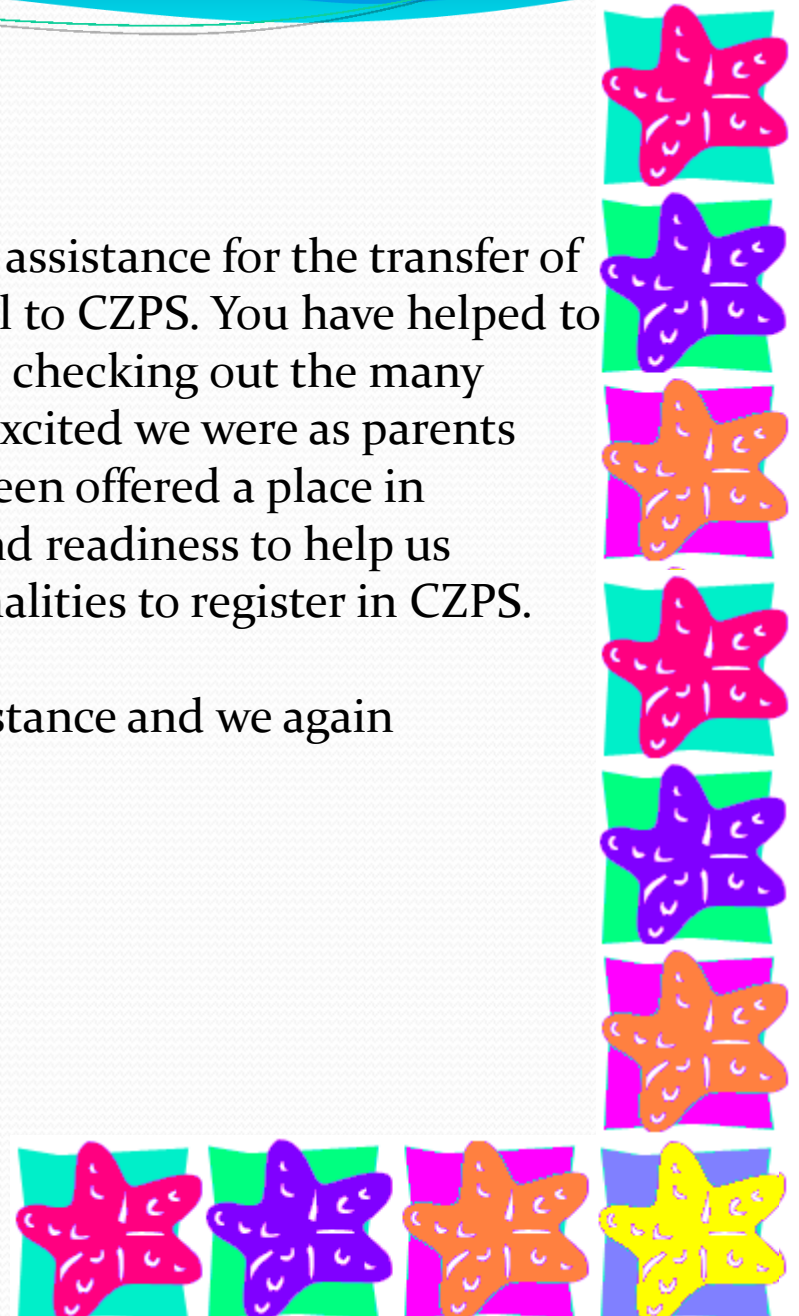 assistance for the transfer of
l to CZPS. You have helped to
checking out the many
xcited we were as parents
een offered a place in
nd readiness to help us
alities to register in CZPS.
stance and we again